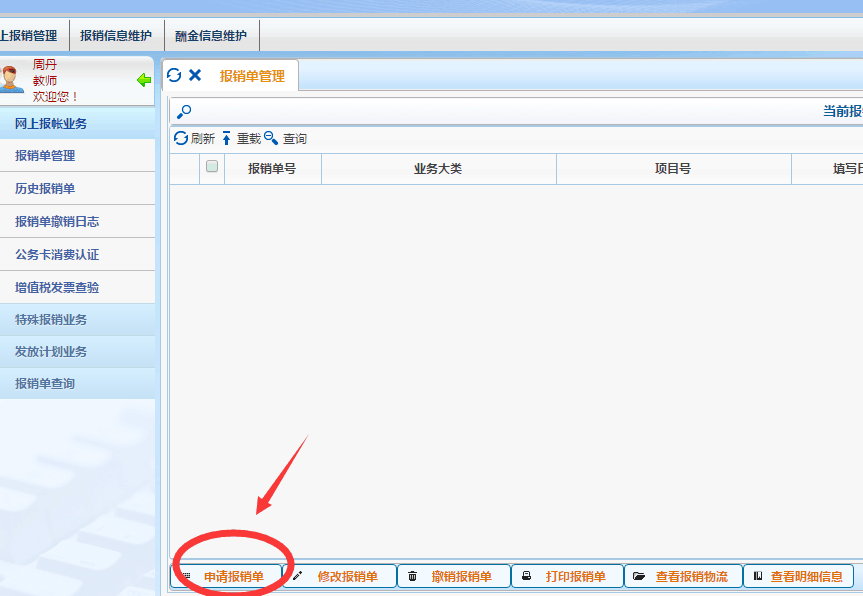 上报销管理 报销信息维护 酬金信息维护
周丹
教师
欢迎您！
报销单管理
网上报帐业务
报销单管理
历史报销单
报销单撤销日志
公务卡消费认证
增值税发票查验
特殊报销业务
发放计划业务
报销单查询
当前报
刷新 重载 查询
报销单号 业务大类 项目号 填写日
申请报销单 修改报销单 撤销报销单 打印报销单 查看报销物流 查看明细信息